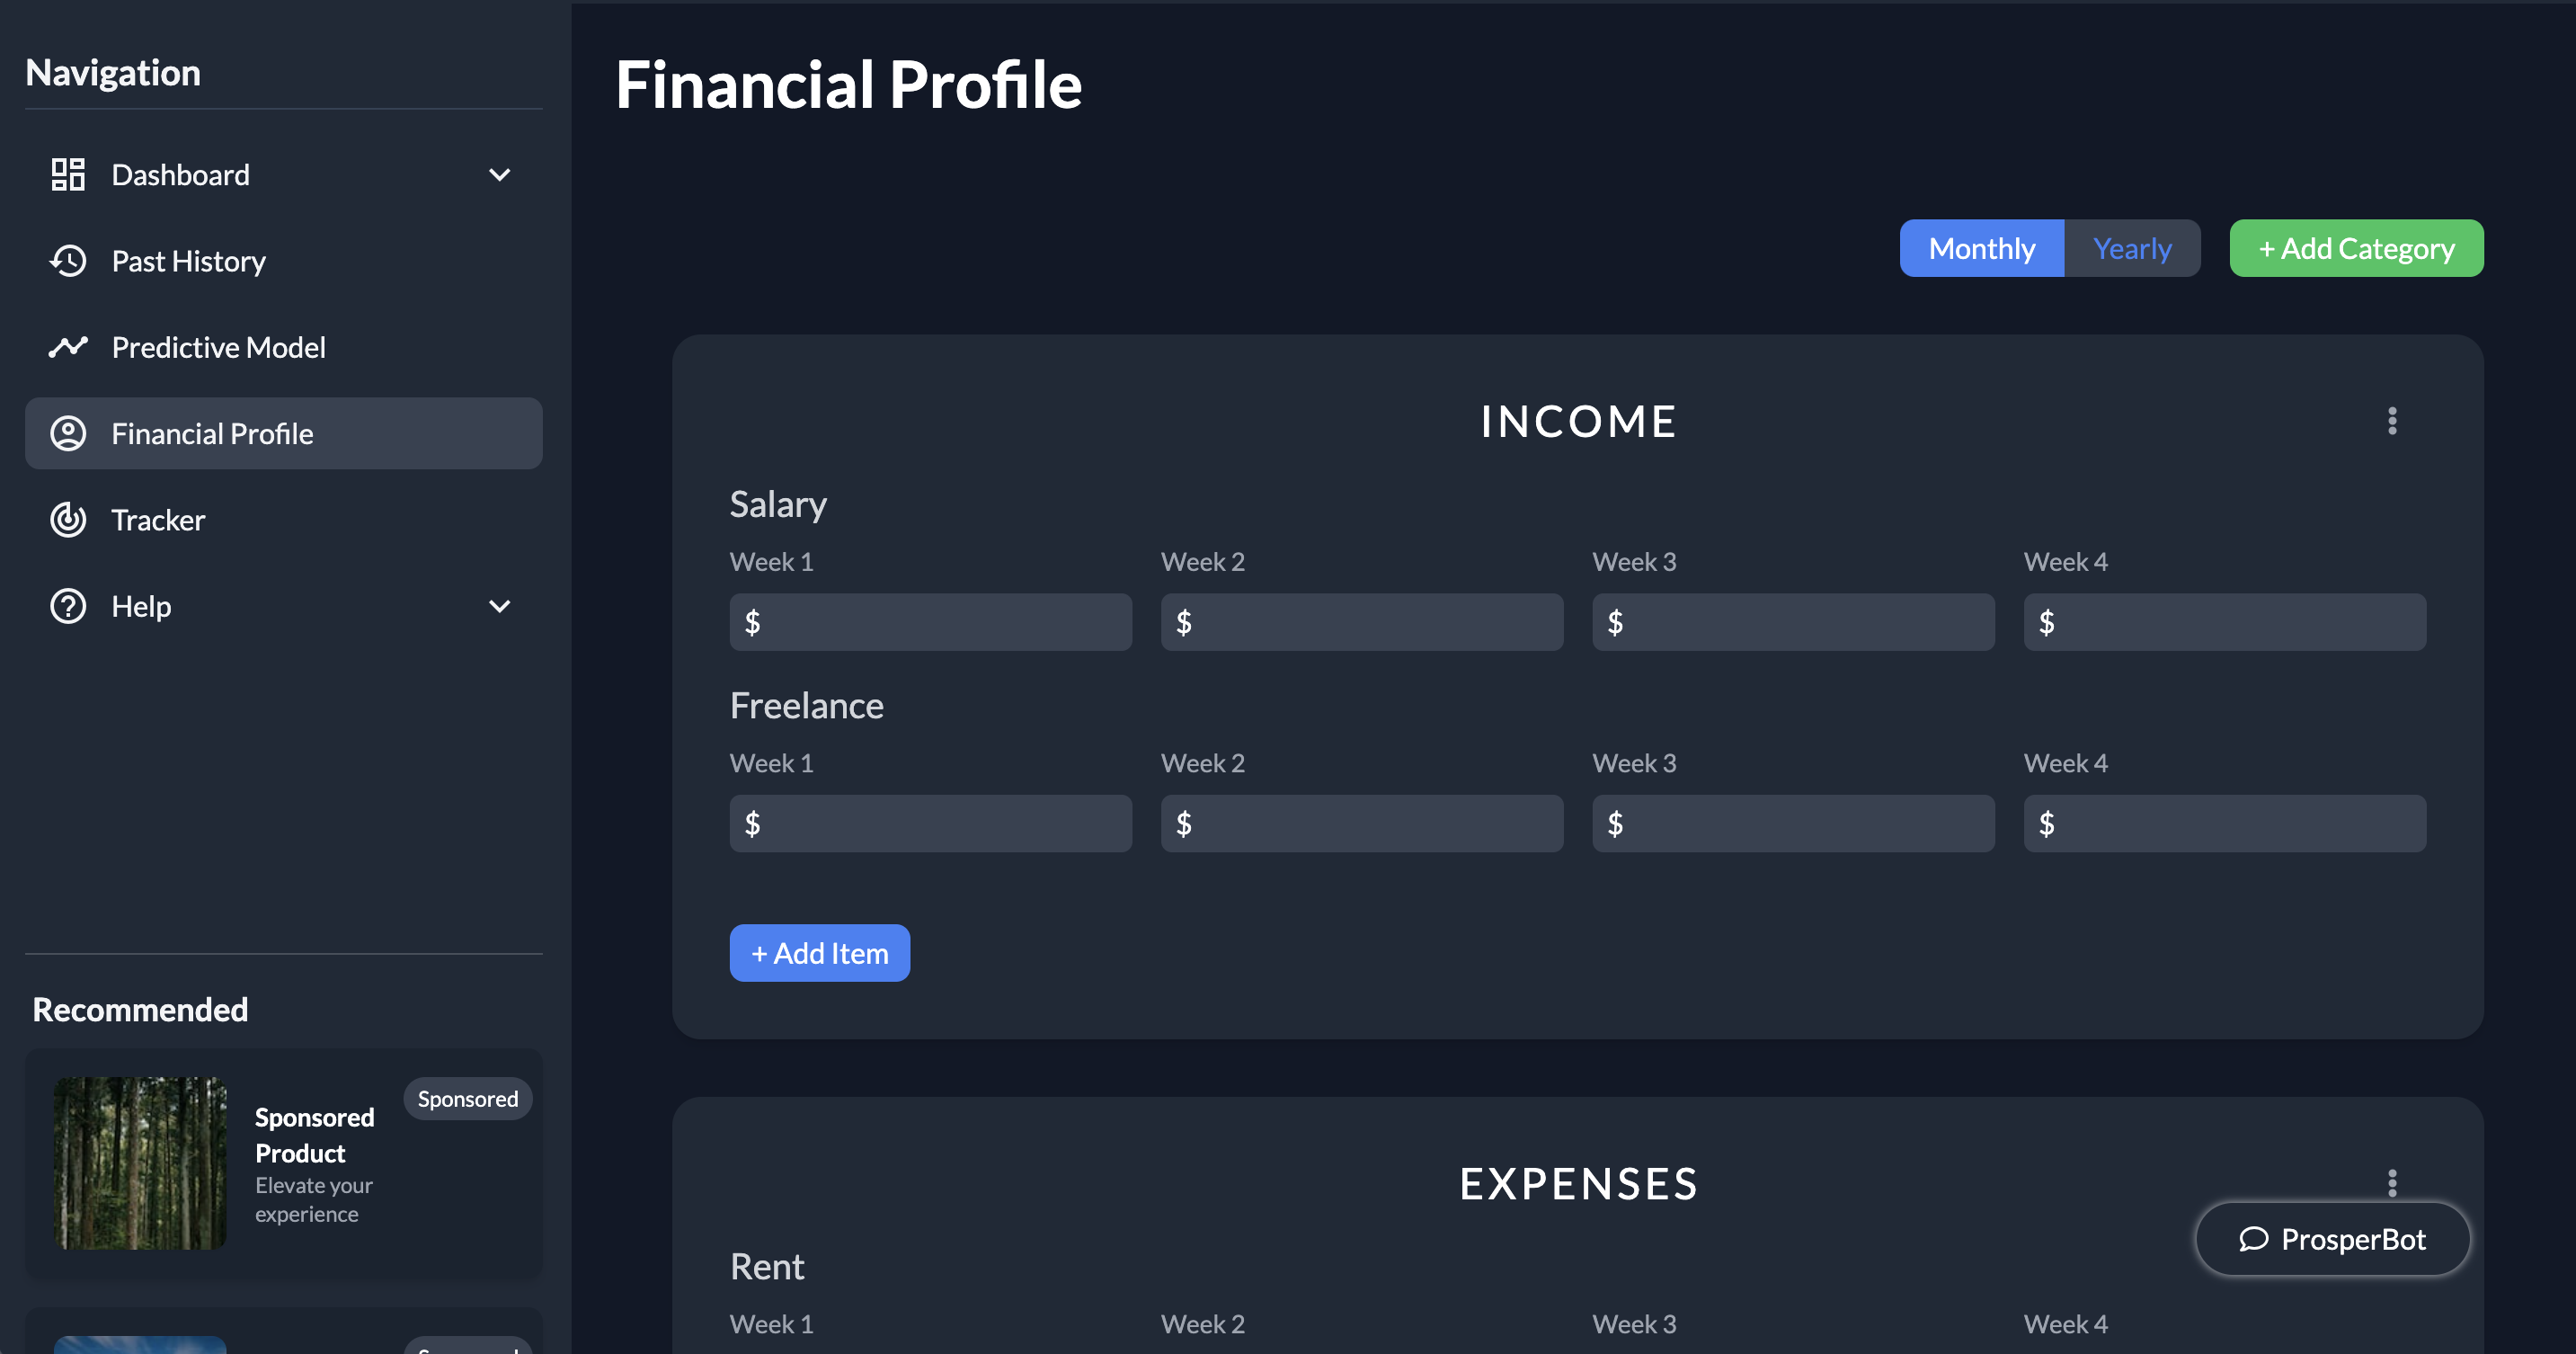 Navigation
Dashboard
Past History
Predictive Model
Financial Profile
Tracker
Help
Recommended
Sponsored
Sponsored
Product
Elevate your
experience
Financial Profile
Monthly
Yearly
+ Add Category
INCOME
Salary
Week 1 Week 2 Week 3 Week 4
$ $ $ $
Freelance
Week 1 Week 2 Week 3 Week 4
$ $ $ $
+ Add Item
EXPENSES
ProsperBot
Rent
Week 1 Week 2 Week 3 Week 4